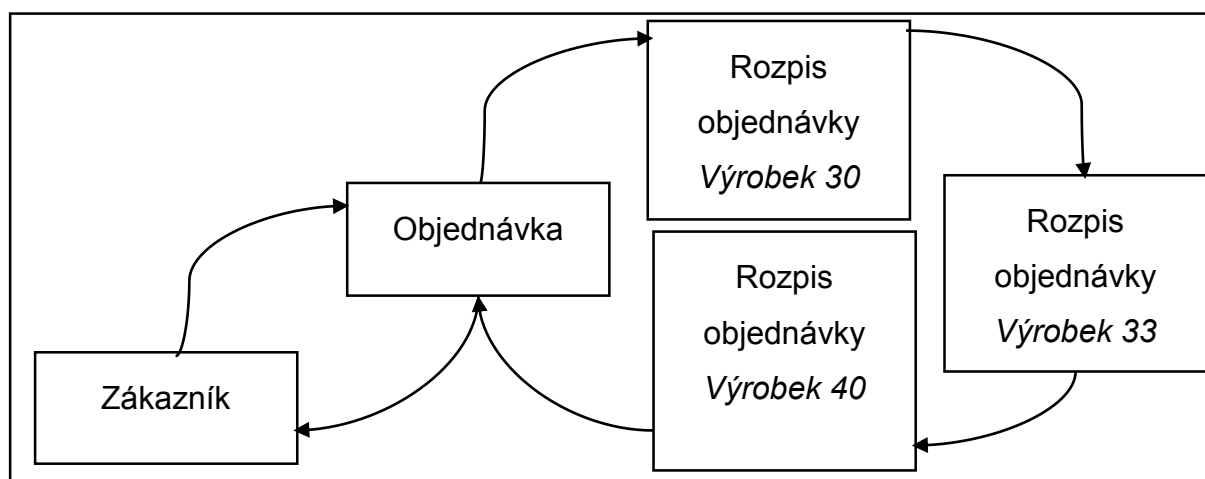 Rozpis
objednávky
Výrobek 30
Objednávka
Rozpis
objednávky
Výrobek 33
Rozpis
objednávky
Výrobek 40
Zákazník